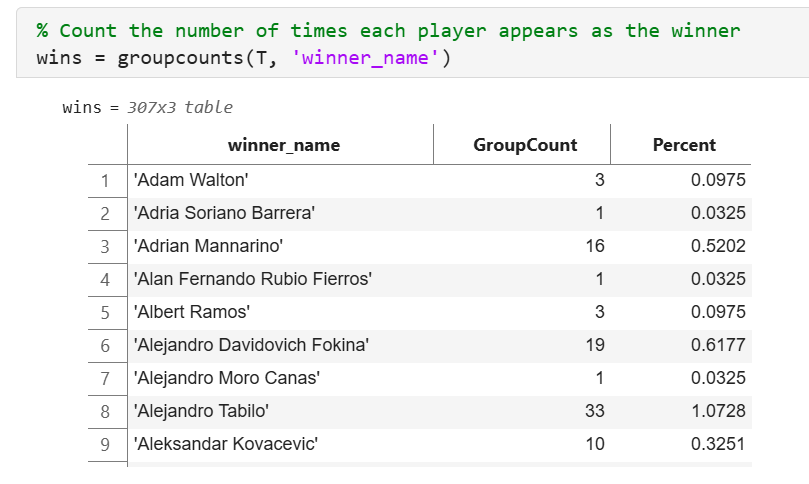 % Count the number of times each player appears as the winner
wins = groupcounts(T, 'winner_name')
wins = 307x3 table
winner_name GroupCount Percent
1 'Adam Walton' 3 0.0975
2 'Adria Soriano Barrera' 1 0.0325
3 'Adrian Mannarino' 16 0.5202
4 'Alan Fernando Rubio Fierros' 1 0.0325
5 'Albert Ramos' 3 0.0975
6 'Alejandro Davidovich Fokina' 19 0.6177
7 'Alejandro Moro Canas' 1 0.0325
8 'Alejandro Tabilo' 33 1.0728
9 'Aleksandar Kovacevic' 10 0.3251